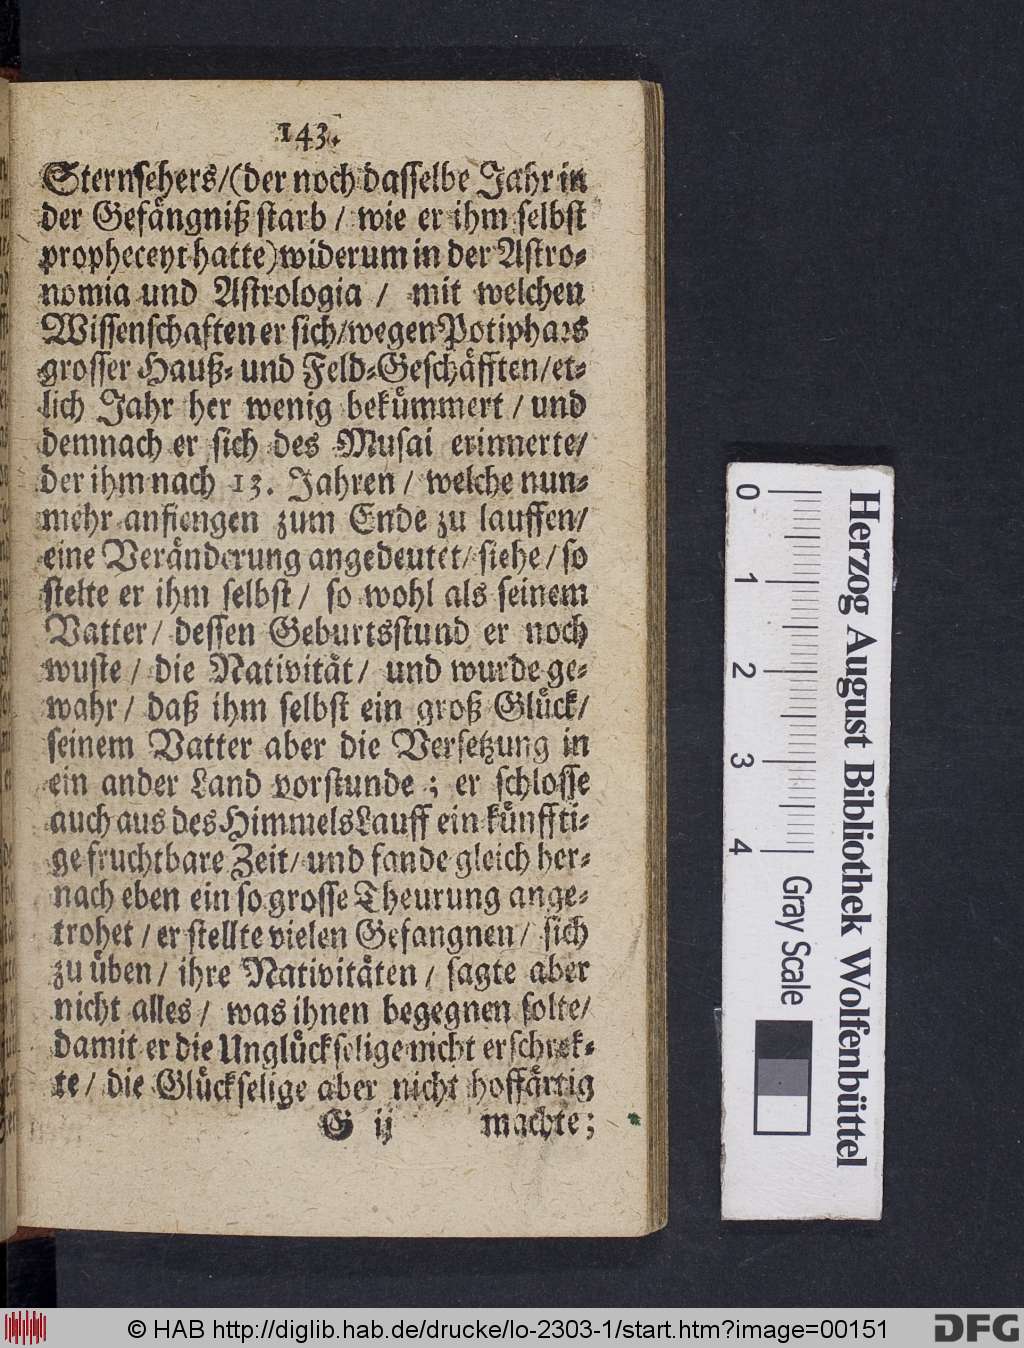 143.
Sternsehers/(der noch dasselbe Jahr in
der Gefängniß starb / wie er ihm selbst
propheceyt hatte) widerum in der Astro-
nomia und Astrologia / mit welchen
Wissenschafften er sich/wegen Potiphars
grosser Hauß- und Feld-Geschäfften/et-
lich Jahr her wenig bekümmert / und
demnach er sich des Musai erinnerte/
der ihm nach 13. Jahren / welche nun-
mehr anfiengen zum Ende zu lauffen/
eine Veränderung angedeutet/ siehe / so
stelte er ihm selbst / so wohl als seinem
Vatter / dessen Geburtsstund er noch
wuste / die Nativität / und wurde ge-
wahr / daß ihm selbst ein groß Glück/
seinem Vatter aber die Versetzung in
ein ander Land vorstunde ; er schlosse
auch aus des Himmels Lauff ein künffti-
ge fruchtbare Zeit/ und fande gleich her-
nach eben ein so grosse Theurung ange-
trohet / er stellte vielen Gefangnen / sich
zu üben / ihre Nativitäten / sagte aber
nicht alles / was ihnen begegnen solte/
damit er die Unglückselige nicht erschrek-
te / die Glückselige aber nicht hoffärtig
G ij machte;
0 1 2 3 4
Gray Scale
Herzog August Bibliothek Wolfenbüttel
© HAB http://diglib.hab.de/drucke/lo-2303-1/start.htm?image=00151
DFG